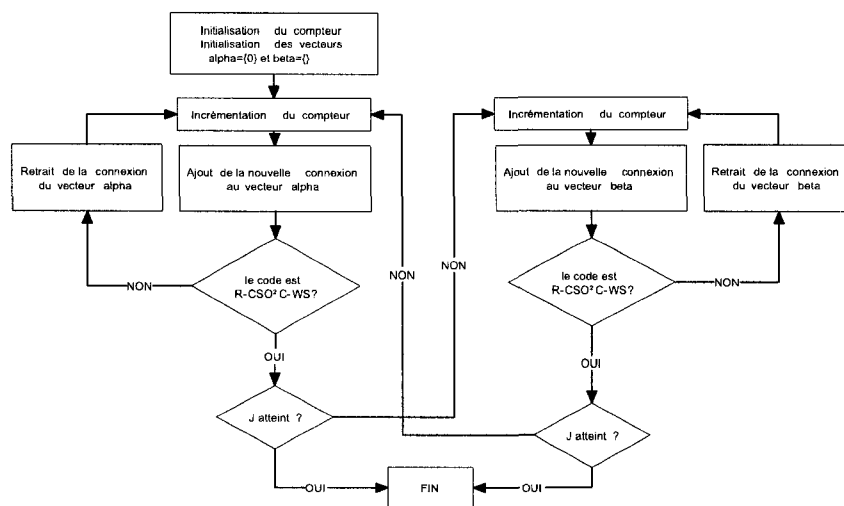 Initialisation du compteur
Initialisation des vecteurs
alpha={0} et beta={}
Incrémentation du compteur
Incrémentation du compteur
Retrait de la connexion
du vecteur alpha
Ajout de la nouvelle connexion
au vecteur alpha
Ajout de la nouvelle connexion
au vecteur beta
Retrait de la connexion
du vecteur beta
NON
NON
NON
NON
le code est
R-CSO²C-WS?
le code est
R-CSO²C-WS?
OUI
OUI
J atteint ?
J atteint ?
OUI
FIN
OUI